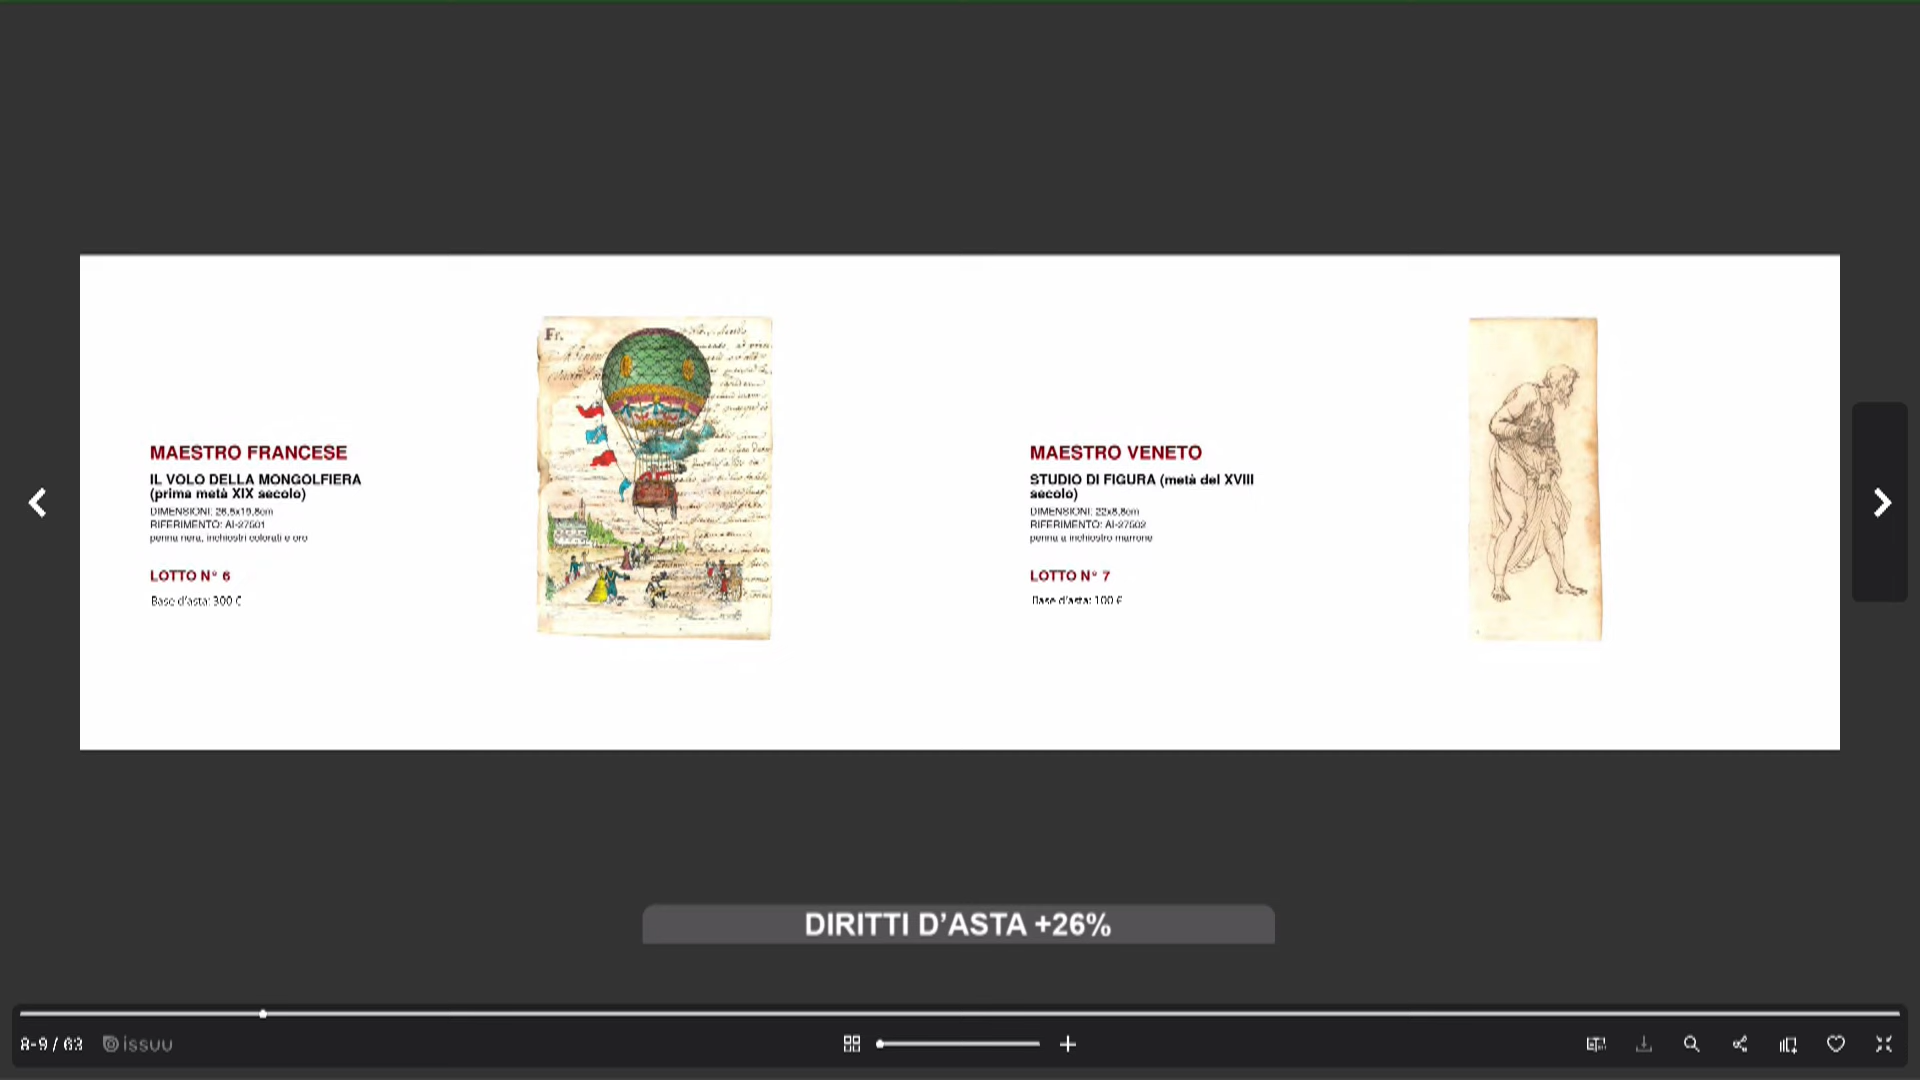 MAESTRO FRANCESE
IL VOLO DELLA MONGOLFIERA
(prima metà XIX secolo)
DIMENSIONI: 26,5x19,8cm
RIFERIMENTO: AI-27501
penna nera, inchiostri colorati e oro
LOTTO N° 6
Base d'asta: 300 €
Fr.
MAESTRO VENETO
STUDIO DI FIGURA (metà del XVIII
secolo)
DIMENSIONI: 22x8,8cm
RIFERIMENTO: AI-27502
penna a inchiostro marrone
LOTTO N° 7
Base d'asta: 100 €
DIRITTI D'ASTA +26%
8-9 / 63
issuu